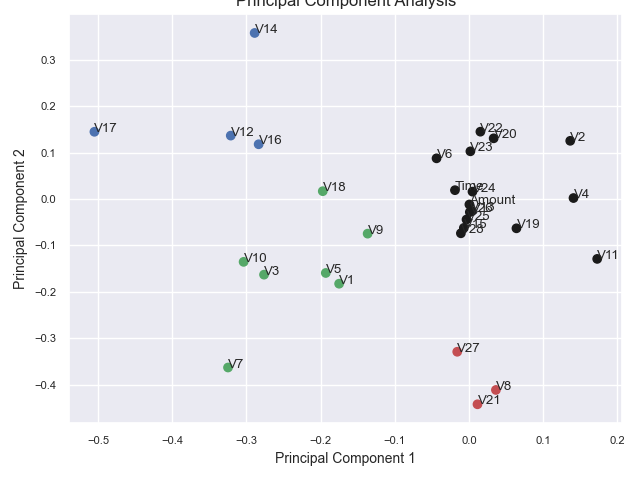 Principal Component Analysis
V14
V17
V12
V16
V22
V20
V2
V23
V6
V18
Time
V24
V4
Amount
V25
V19
V28
V9
V11
V10
V3
V5
V1
V27
V7
V8
V21
0.3
0.2
0.1
0.0
−0.1
−0.2
−0.3
−0.4
Principal Component 2
−0.5
−0.4
−0.3
−0.2
−0.1
0.0
0.1
0.2
Principal Component 1